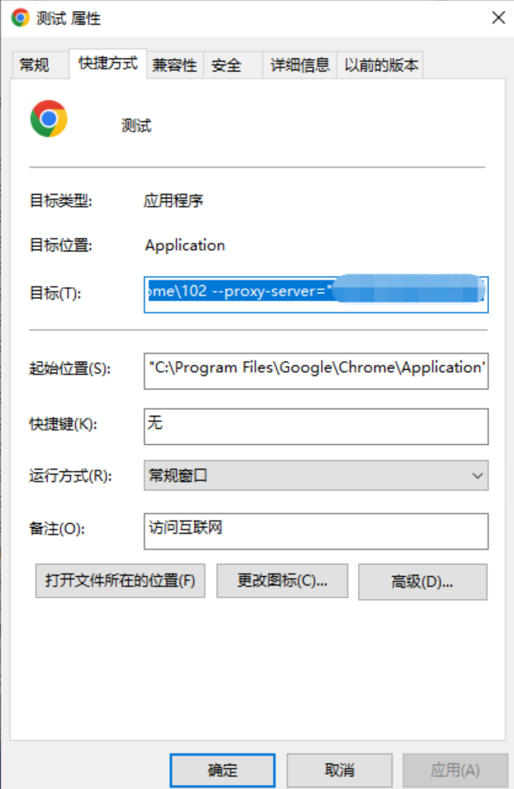 测试 属性
常规 快捷方式 兼容性 安全 详细信息 以前的版本
测试
目标类型: 应用程序
目标位置: Application
目标(T): ome\102 --proxy-server="
起始位置(S): "C:\Program Files\Google\Chrome\Application"
快捷键(K): 无
运行方式(R): 常规窗口
备注(O): 访问互联网
打开文件所在的位置(F) 更改图标(C)... 高级(D)...
确定 取消 应用(A)